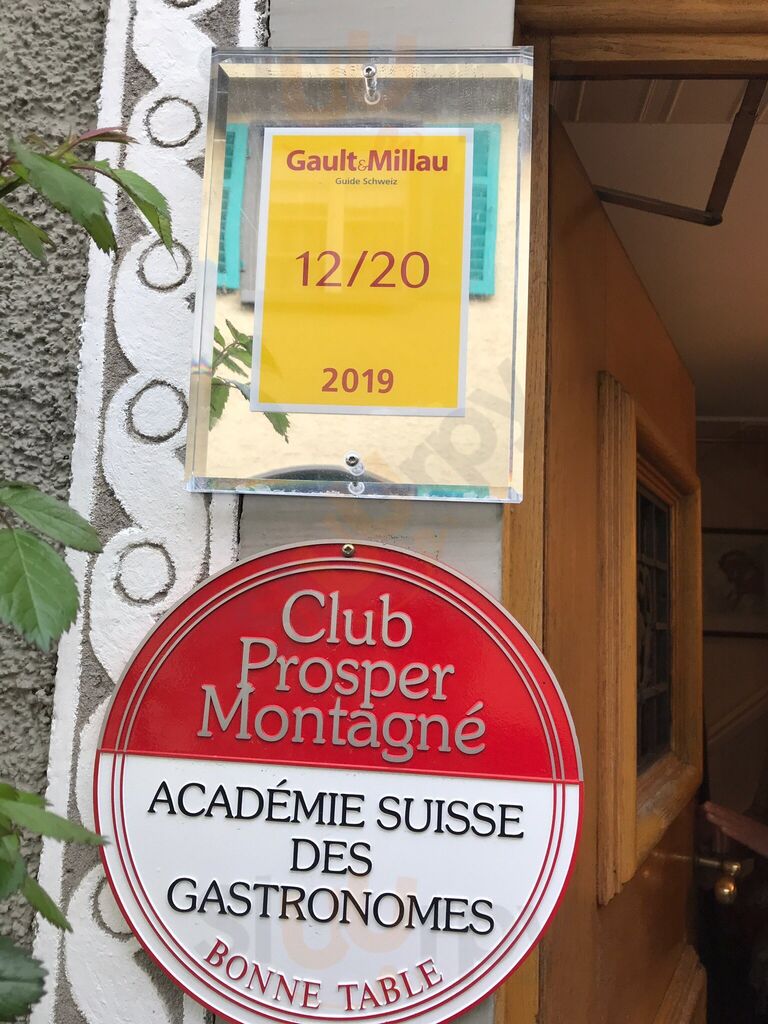 Gault&Millau
Guide Schweiz
12/20
2019
Club
Prosper
Montagné
ACADÉMIE SUISSE
DES
GASTRONOMES
BONNE TABLE